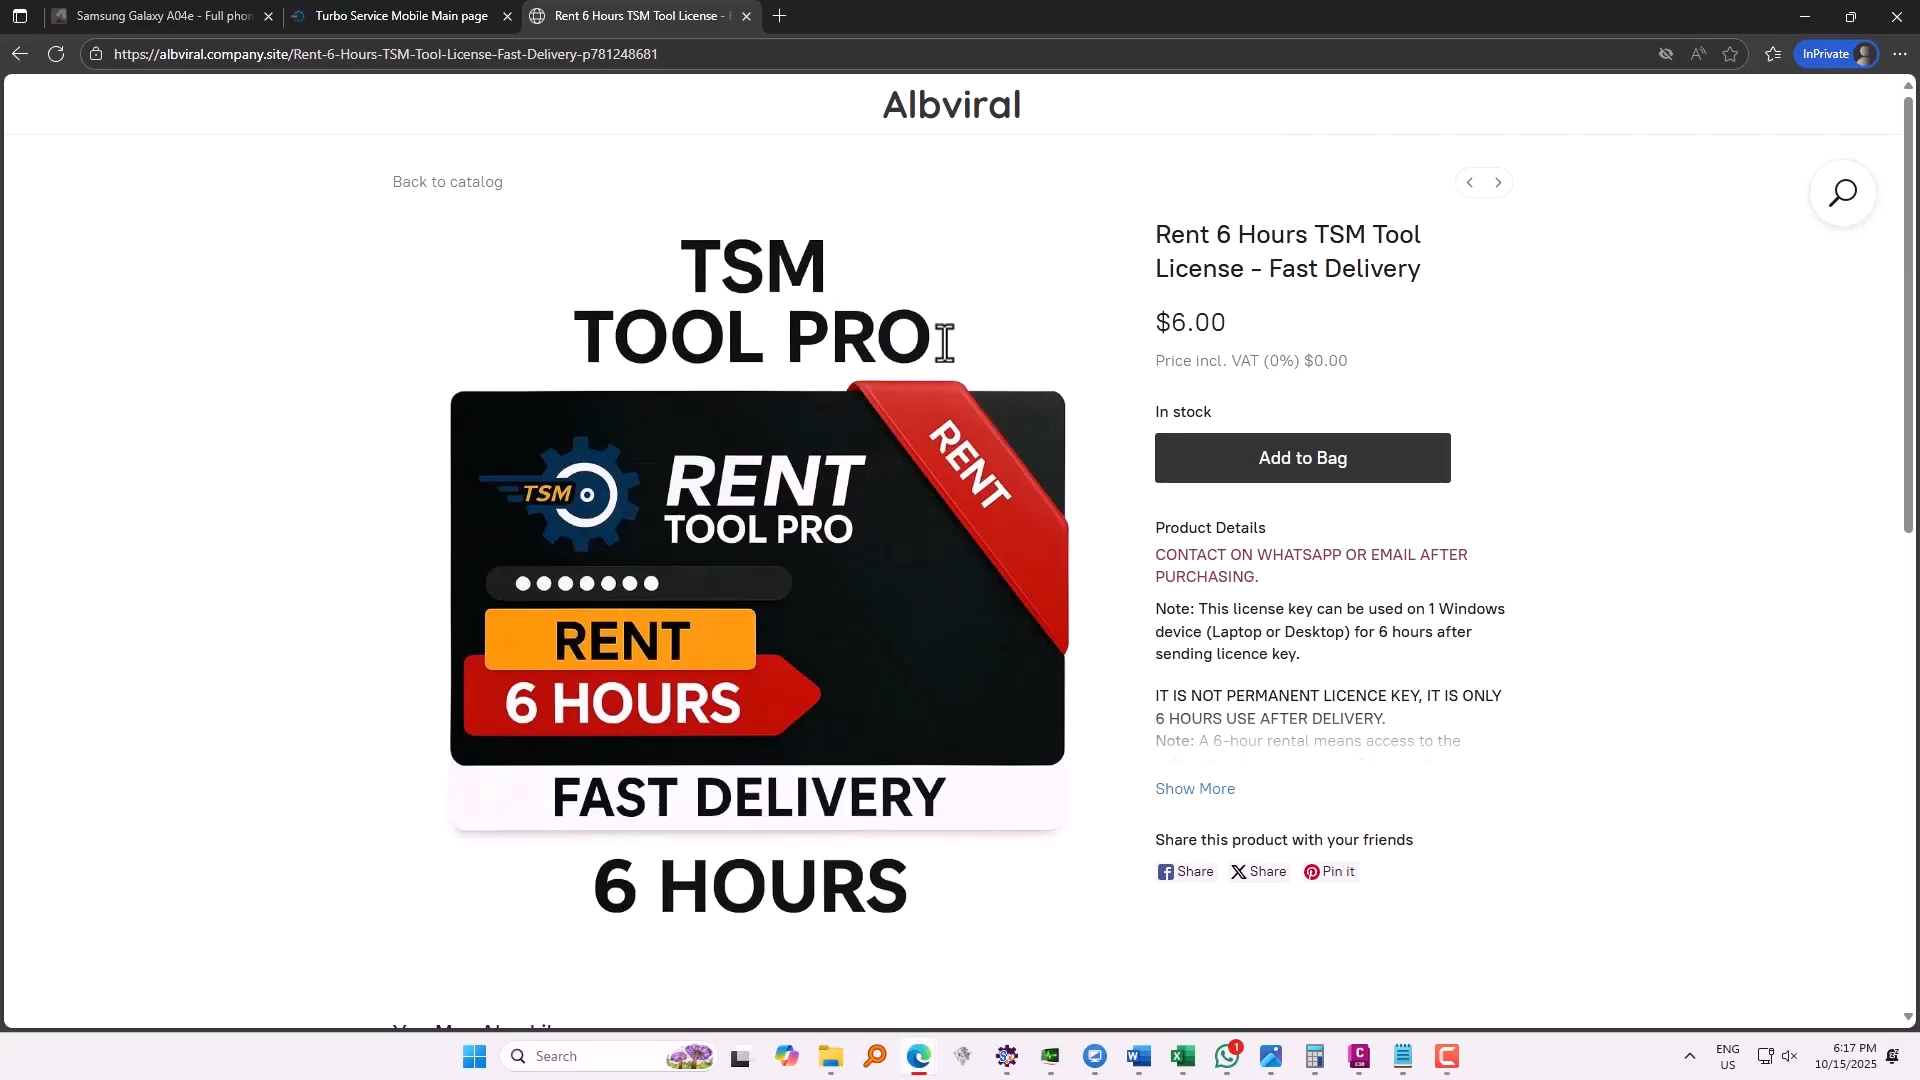 Samsung Galaxy A04e - Full phon
Turbo Service Mobile Main page
Rent 6 Hours TSM Tool License -
https://albviral.company.site/Rent-6-Hours-TSM-Tool-License-Fast-Delivery-p781248681
InPrivate
Albviral
Back to catalog
TSM
TOOL PRO
RENT
TSM
RENT
TOOL PRO
RENT
6 HOURS
FAST DELIVERY
6 HOURS
Rent 6 Hours TSM Tool
License - Fast Delivery
$6.00
Price incl. VAT (0%) $0.00
In stock
Add to Bag
Product Details
CONTACT ON WHATSAPP OR EMAIL AFTER
PURCHASING.
Note: This license key can be used on 1 Windows
device (Laptop or Desktop) for 6 hours after
sending licence key.
IT IS NOT PERMANENT LICENCE KEY, IT IS ONLY
6 HOURS USE AFTER DELIVERY.
Note: A 6-hour rental means access to the
Show More
Share this product with your friends
Share
Share
Pin it
Search
1
ENG
US
6:17 PM
10/15/2025